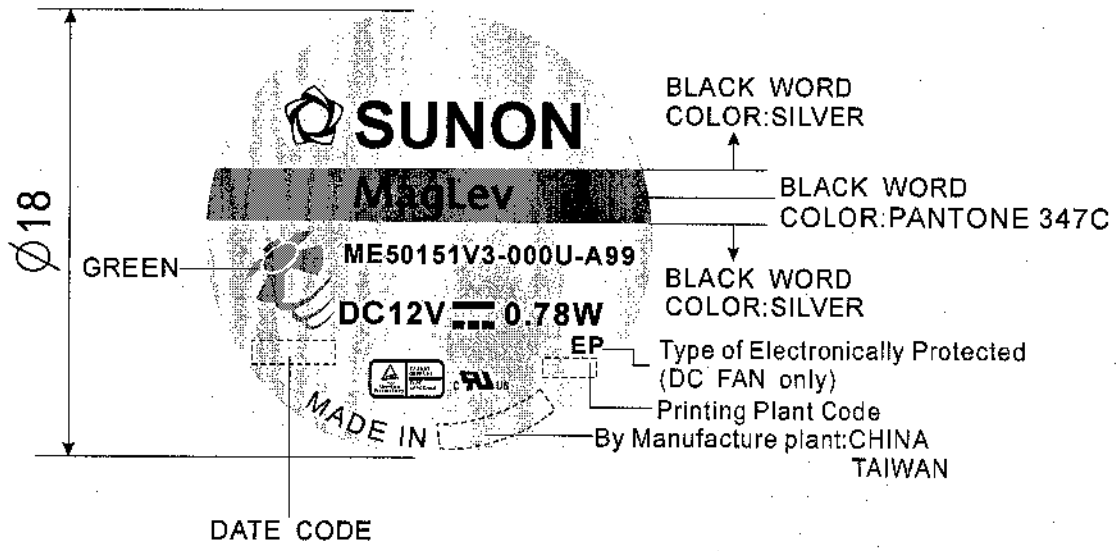 BLACK WORD
COLOR:SILVER
SUNON
MagLev
BLACK WORD
COLOR:PANTONE 347C
Ø18
GREEN
ME50151V3-000U-A99
BLACK WORD
COLOR:SILVER
DC12V 0.78W
EP
Type of Electronically Protected
(DC FAN only)
Printing Plant Code
MADE IN
By Manufacture plant:CHINA
TAIWAN
DATE CODE